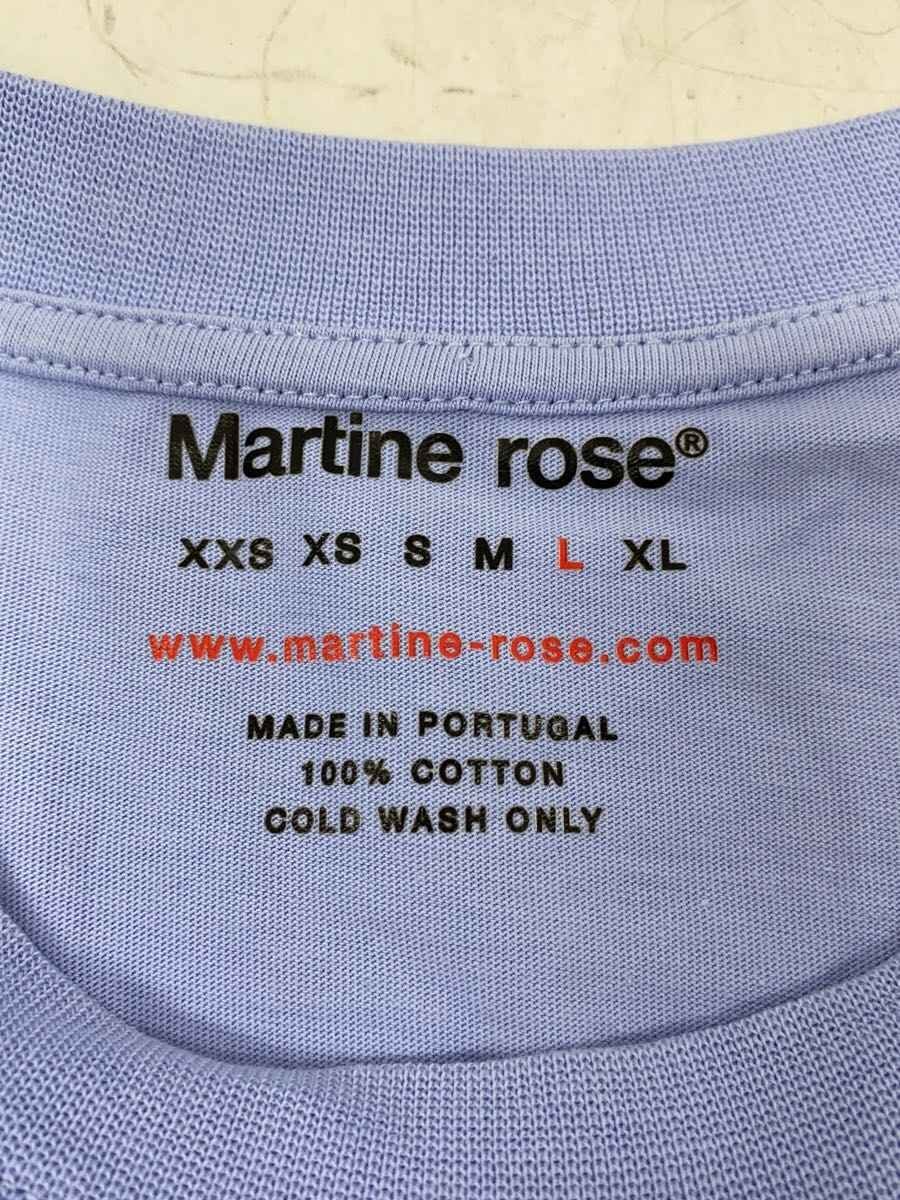 Martine rose®
XXS XS S M L XL
www.martine-rose.com
MADE IN PORTUGAL
100% COTTON
COLD WASH ONLY